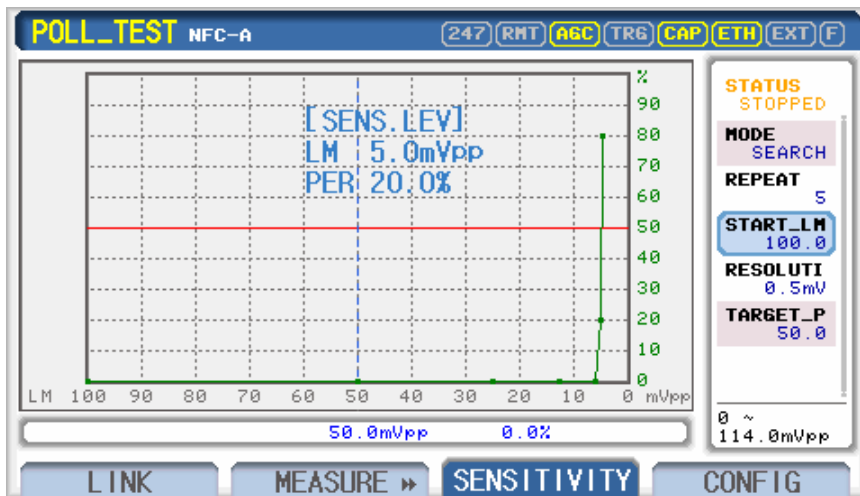 POLL_TEST NFC-A 247 RMT AGC TRG CAP ETH EXT F
%
90
80
70
60
50
40
30
20
10
0
[SENS.LEV]
LM 5.0mVpp
PER 20.0%
LM 100 90 80 70 60 50 40 30 20 10 0 mVpp
50.0mVpp 0.0%
STATUS
STOPPED
MODE
SEARCH
REPEAT
5
START_LM
100.0
RESOLUTI
0.5mV
TARGET_P
50.0
0 ~
114.0mVpp
LINK MEASURE » SENSITIVITY CONFIG